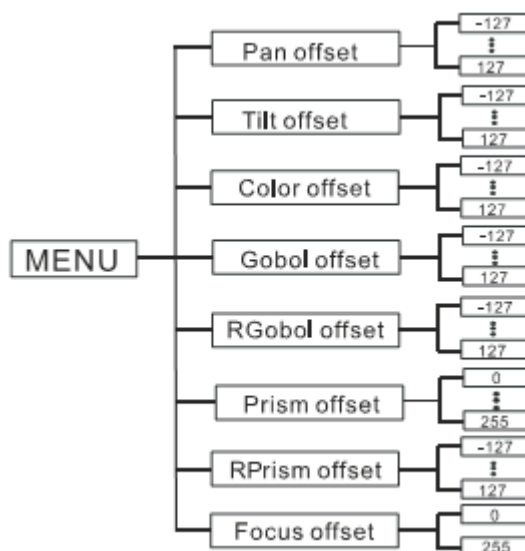 MENU
Pan offset
-127
127
Tilt offset
-127
127
Color offset
-127
127
Gobol offset
-127
127
RGobol offset
-127
127
Prism offset
0
255
RPrism offset
-127
127
Focus offset
0
255